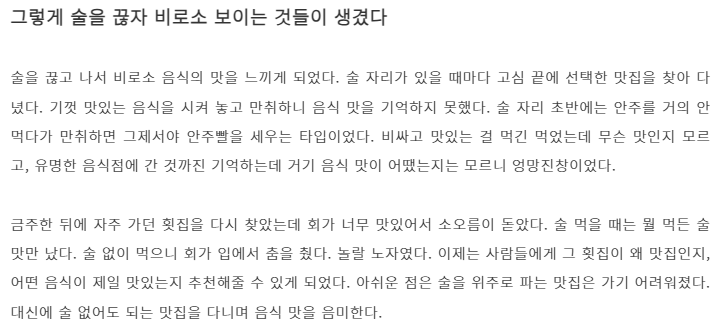 그렇게 술을 끊자 비로소 보이는 것들이 생겼다
술을 끊고 나서 비로소 음식의 맛을 느끼게 되었다. 술 자리가 있을 때마다 고심 끝에 선택한 맛집을 찾아 다
녔다. 기껏 맛있는 음식을 시켜 놓고 만취하니 음식 맛을 기억하지 못했다. 술 자리 초반에는 안주를 거의 안
먹다가 만취하면 그제서야 안주빨을 세우는 타입이었다. 비싸고 맛있는 걸 먹긴 먹었는데 무슨 맛인지 모르
고, 유명한 음식점에 간 것까진 기억하는데 거기 음식 맛이 어땠는지는 모르니 엉망진창이었다.
금주한 뒤에 자주 가던 횟집을 다시 찾았는데 회가 너무 맛있어서 소오름이 돋았다. 술 먹을 때는 뭘 먹든 술
맛만 났다. 술 없이 먹으니 회가 입에서 춤을 췄다. 놀랄 노자였다. 이제는 사람들에게 그 횟집이 왜 맛집인지,
어떤 음식이 제일 맛있는지 추천해줄 수 있게 되었다. 아쉬운 점은 술을 위주로 파는 맛집은 가기 어려워졌다.
대신에 술 없어도 되는 맛집을 다니며 음식 맛을 음미한다.